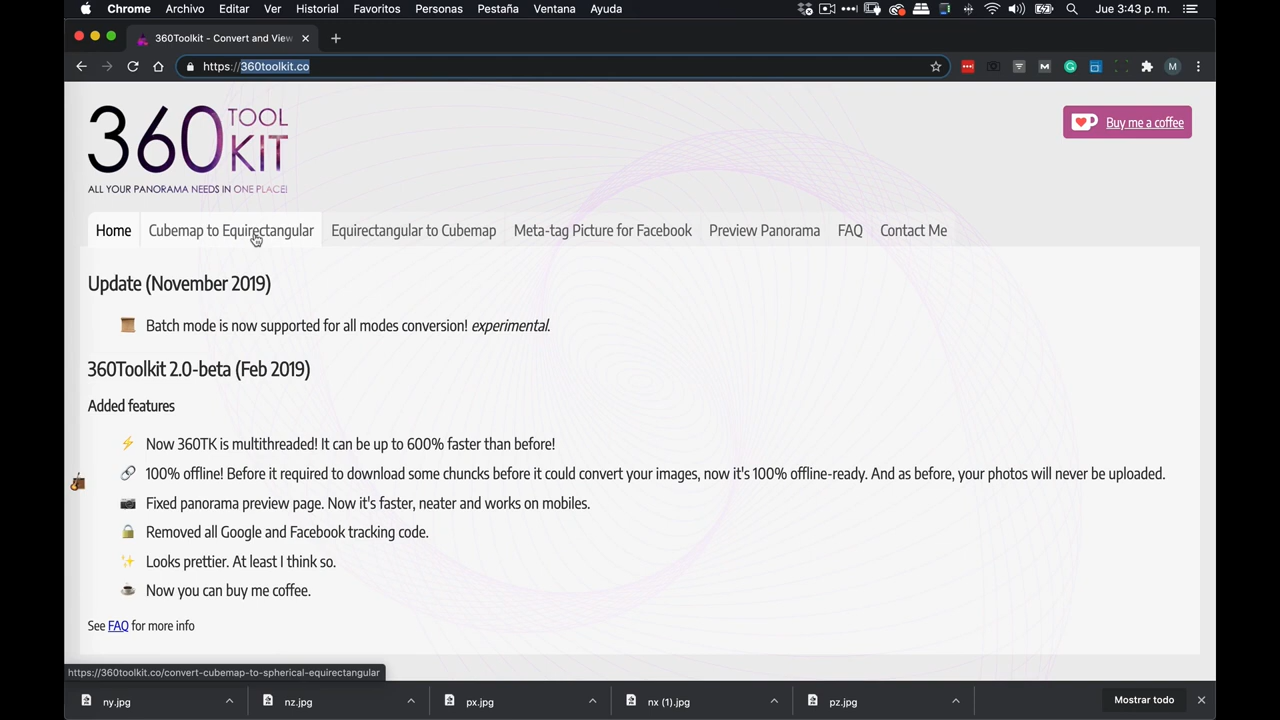 Chrome Archivo Editar Ver Historial Favoritos Personas Pestaña Ventana Ayuda Jue 3:43 p. m.
360Toolkit - Convert and View
https://360toolkit.co M
360 TOOL KIT
ALL YOUR PANORAMA NEEDS IN ONE PLACE!
Buy me a coffee
Home Cubemap to Equirectangular Equirectangular to Cubemap Meta-tag Picture for Facebook Preview Panorama FAQ Contact Me
Update (November 2019)
Batch mode is now supported for all modes conversion! experimental.
360Toolkit 2.0-beta (Feb 2019)
Added features
Now 360TK is multithreaded! It can be up to 600% faster than before!
100% offline! Before it required to download some chuncks before it could convert your images, now it's 100% offline-ready. And as before, your photos will never be uploaded.
Fixed panorama preview page. Now it's faster, neater and works on mobiles.
Removed all Google and Facebook tracking code.
Looks prettier. At least I think so.
Now you can buy me coffee.
See FAQ for more info
https://360toolkit.co/convert-cubemap-to-spherical-equirectangular
ny.jpg nz.jpg px.jpg nx (1).jpg pz.jpg Mostrar todo